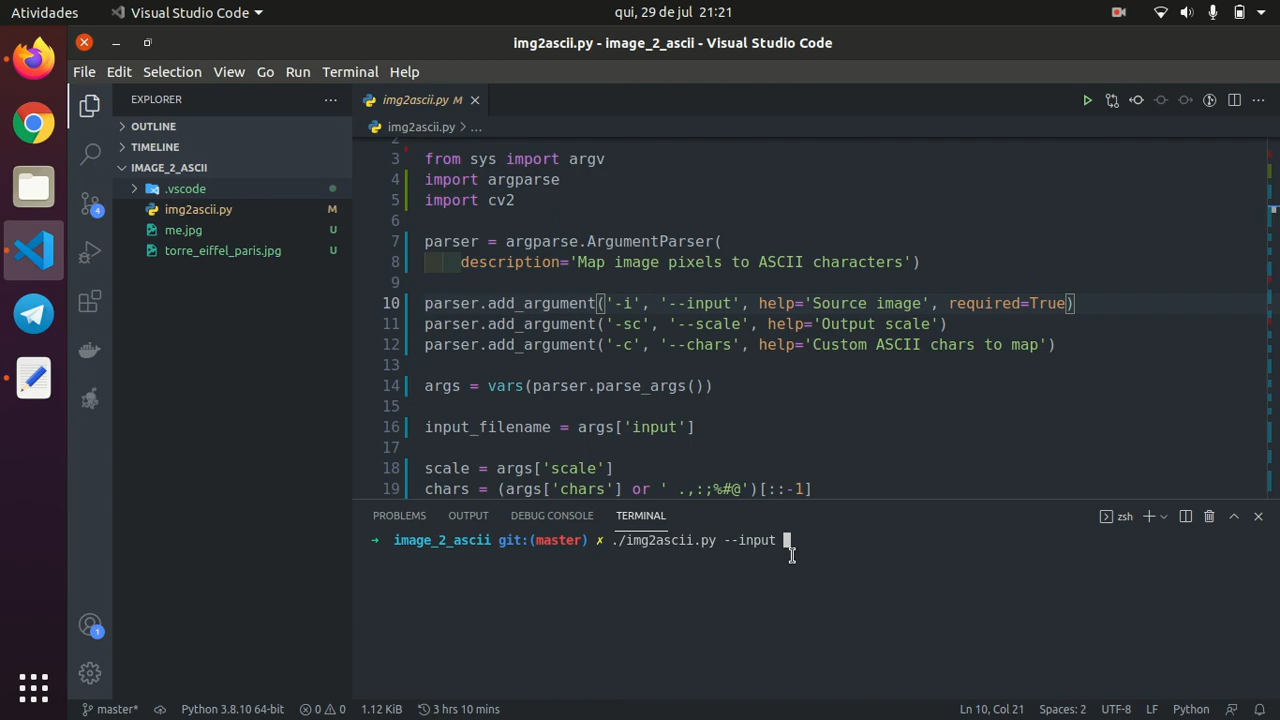 Atividades
Visual Studio Code
qui, 29 de jul 21:21
img2ascii.py - image_2_ascii - Visual Studio Code
File Edit Selection View Go Run Terminal Help
EXPLORER
OUTLINE
TIMELINE
IMAGE_2_ASCII
.vscode
img2ascii.py M
me.jpg U
torre_eiffel_paris.jpg U
4
1
img2ascii.py M
img2ascii.py > ...
2
3 from sys import argv
4 import argparse
5 import cv2
6
7 parser = argparse.ArgumentParser(
8 description='Map image pixels to ASCII characters')
9
10 parser.add_argument('-i', '--input', help='Source image', required=True)
11 parser.add_argument('-sc', '--scale', help='Output scale')
12 parser.add_argument('-c', '--chars', help='Custom ASCII chars to map')
13
14 args = vars(parser.parse_args())
15
16 input_filename = args['input']
17
18 scale = args['scale']
19 chars = (args['chars'] or ' .,:;%#@')[::-1]
PROBLEMS OUTPUT DEBUG CONSOLE TERMINAL
zsh
➜ image_2_ascii git:(master) ✗ ./img2ascii.py --input
master* Python 3.8.10 64-bit 0 0 1.12 KiB 3 hrs 10 mins
Ln 10, Col 21 Spaces: 2 UTF-8 LF Python